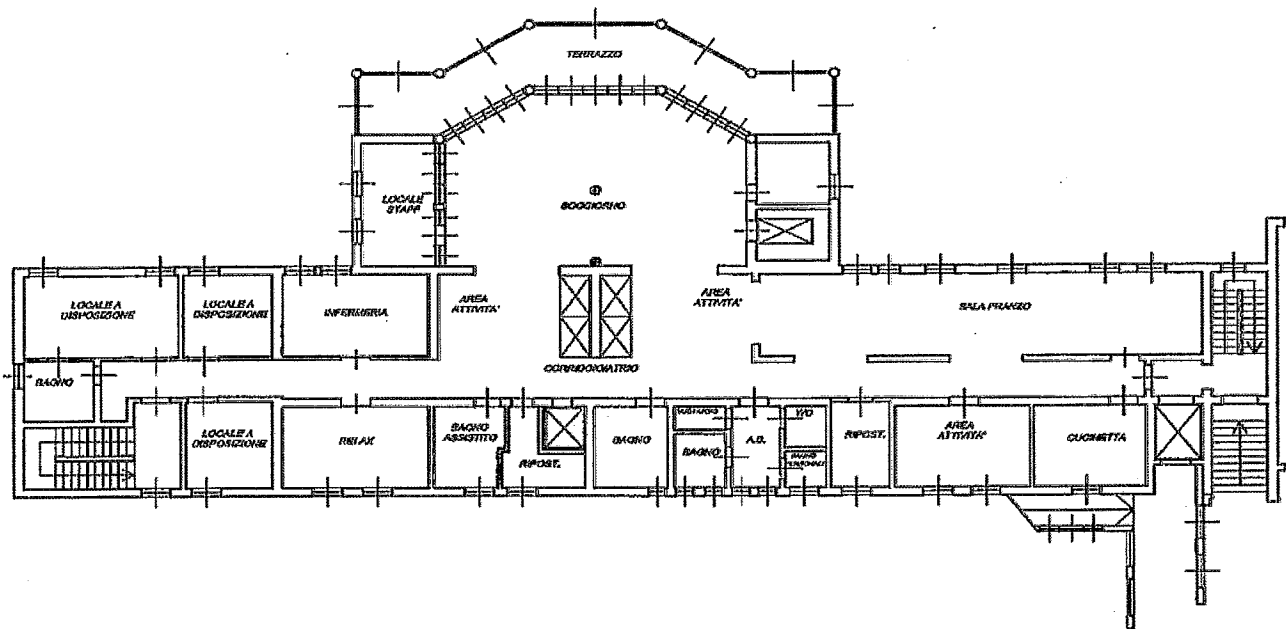 TERRAZZO
LOCALE
STAFF
SOGGIORNO
LOCALE A
DISPOSIZIONE
LOCALE A
DISPOSIZIONE
INFERMERIA
AREA
ATTIVITA'
AREA
ATTIVITA'
SALA PRANZO
BAGNO
CORRIDOIO/ATRIO
LOCALE A
DISPOSIZIONE
RELAX
BAGNO
ASSISTITO
RIPOST.
BAGNO
BAGNO
RIPOST.
AREA
ATTIVITA'
CUCINETTA